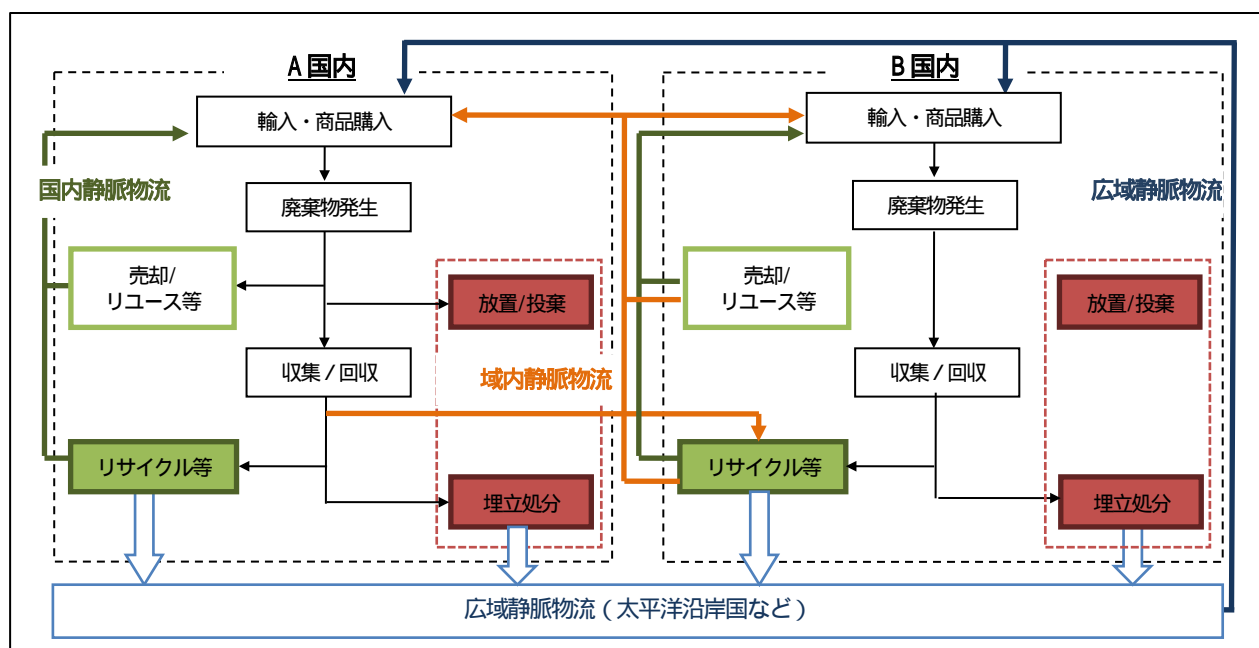 A 国内
B 国内
輸入・商品購入
輸入・商品購入
国内静脈物流
廃棄物発生
廃棄物発生
広域静脈物流
売却/
リユース等
放置/投棄
売却/
リユース等
放置/投棄
収集 / 回収
域内静脈物流
収集 / 回収
リサイクル等
リサイクル等
埋立処分
埋立処分
広域静脈物流(太平洋沿岸国など)